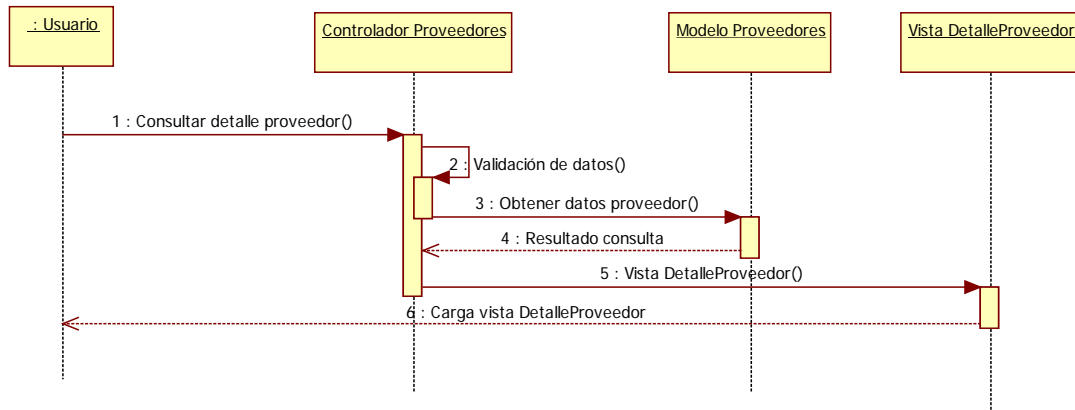 : Usuario
Controlador Proveedores
Modelo Proveedores
Vista DetalleProveedor
1 : Consultar detalle proveedor()
2 : Validación de datos()
3 : Obtener datos proveedor()
4 : Resultado consulta
5 : Vista DetalleProveedor()
6 : Carga vista DetalleProveedor